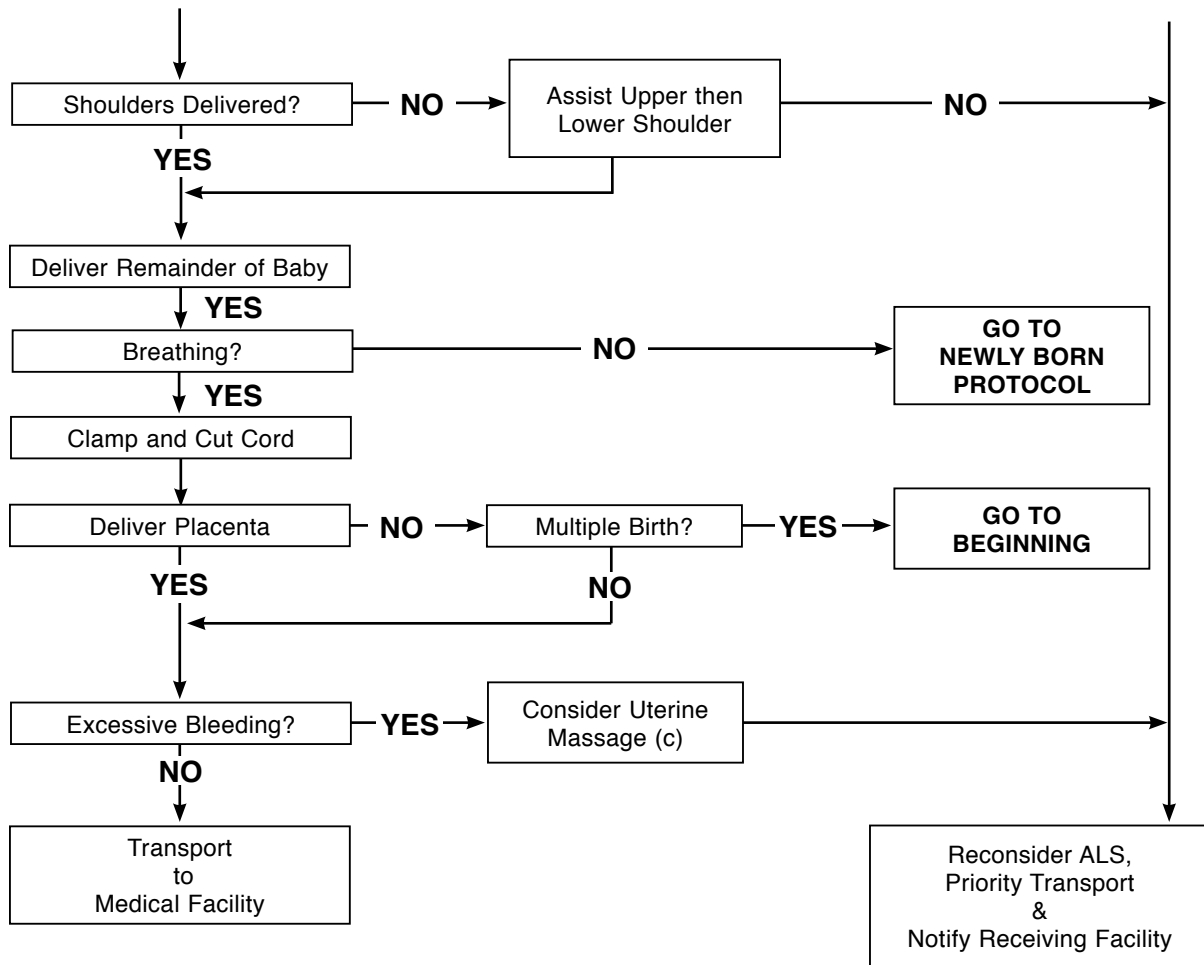 Shoulders Delivered?
NO
Assist Upper then
Lower Shoulder
NO
YES
Deliver Remainder of Baby
YES
Breathing?
NO
GO TO
NEWLY BORN
PROTOCOL
YES
Clamp and Cut Cord
Deliver Placenta
NO
Multiple Birth?
YES
GO TO
BEGINNING
YES
NO
Excessive Bleeding?
YES
Consider Uterine
Massage (c)
NO
Transport
to
Medical Facility
Reconsider ALS,
Priority Transport
&
Notify Receiving Facility